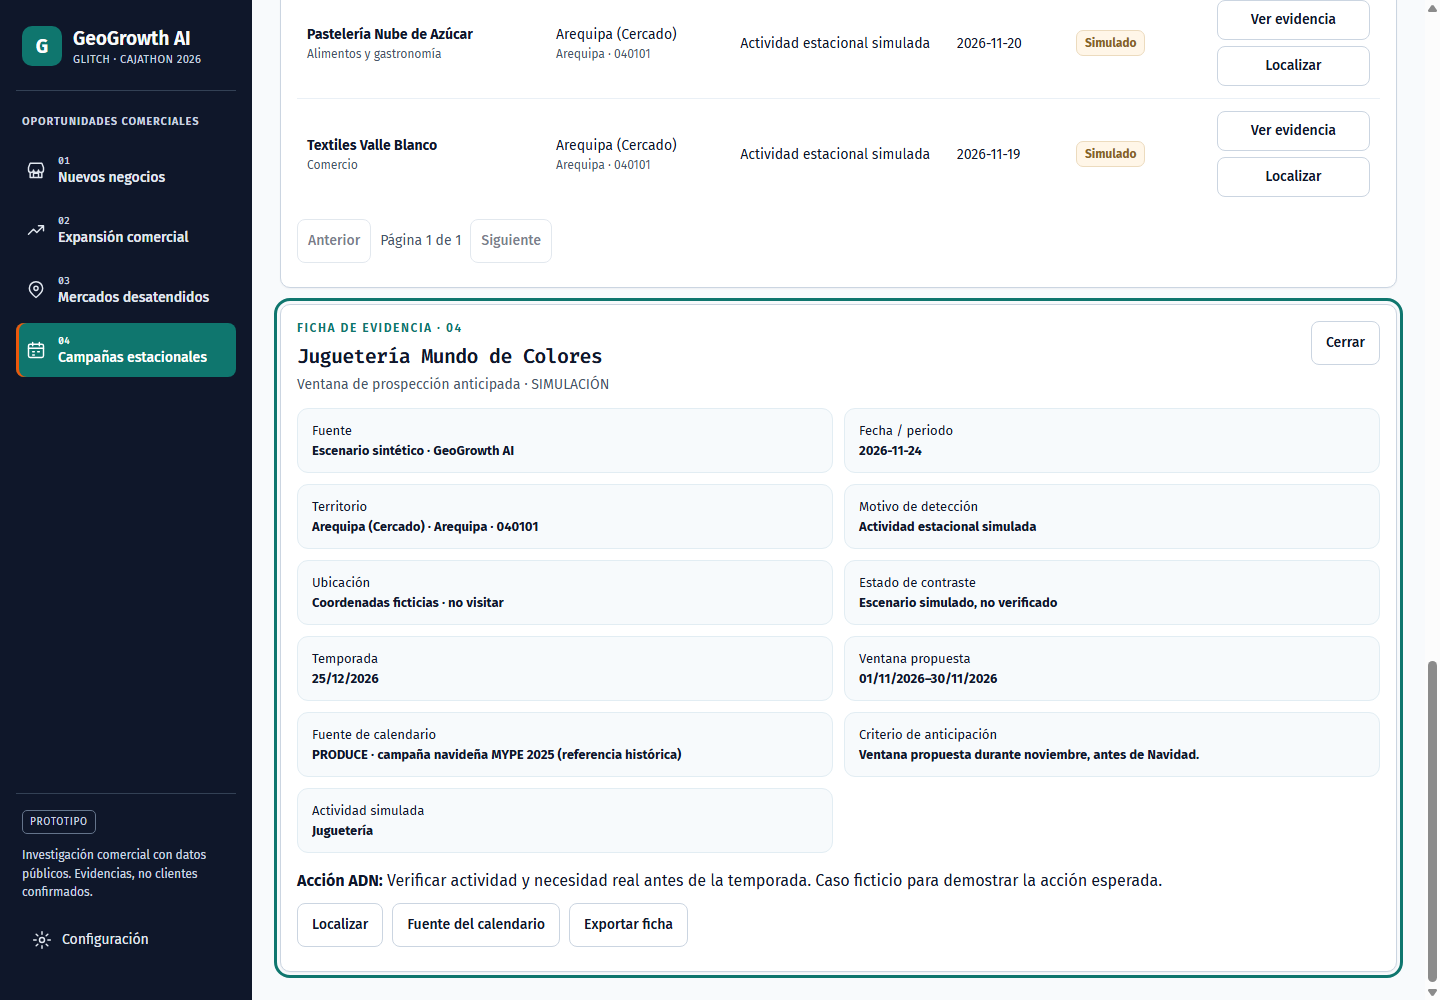 G
GeoGrowth AI
GLITCH · CAJATHON 2026
OPORTUNIDADES COMERCIALES
01
Nuevos negocios
02
Expansión comercial
03
Mercados desatendidos
04
Campañas estacionales
PROTOTIPO
Investigación comercial con datos
públicos. Evidencias, no clientes
confirmados.
Configuración
Pastelería Nube de Azúcar
Alimentos y gastronomía
Arequipa (Cercado)
Arequipa · 040101
Actividad estacional simulada
2026-11-20
Simulado
Ver evidencia
Localizar
Textiles Valle Blanco
Comercio
Arequipa (Cercado)
Arequipa · 040101
Actividad estacional simulada
2026-11-19
Simulado
Ver evidencia
Localizar
Anterior
Página 1 de 1
Siguiente
FICHA DE EVIDENCIA · 04
Juguetería Mundo de Colores
Ventana de prospección anticipada · SIMULACIÓN
Cerrar
Fuente
Escenario sintético · GeoGrowth AI
Fecha / periodo
2026-11-24
Territorio
Arequipa (Cercado) · Arequipa · 040101
Motivo de detección
Actividad estacional simulada
Ubicación
Coordenadas ficticias · no visitar
Estado de contraste
Escenario simulado, no verificado
Temporada
25/12/2026
Ventana propuesta
01/11/2026–30/11/2026
Fuente de calendario
PRODUCE · campaña navideña MYPE 2025 (referencia histórica)
Criterio de anticipación
Ventana propuesta durante noviembre, antes de Navidad.
Actividad simulada
Juguetería
Acción ADN: Verificar actividad y necesidad real antes de la temporada. Caso ficticio para demostrar la acción esperada.
Localizar
Fuente del calendario
Exportar ficha